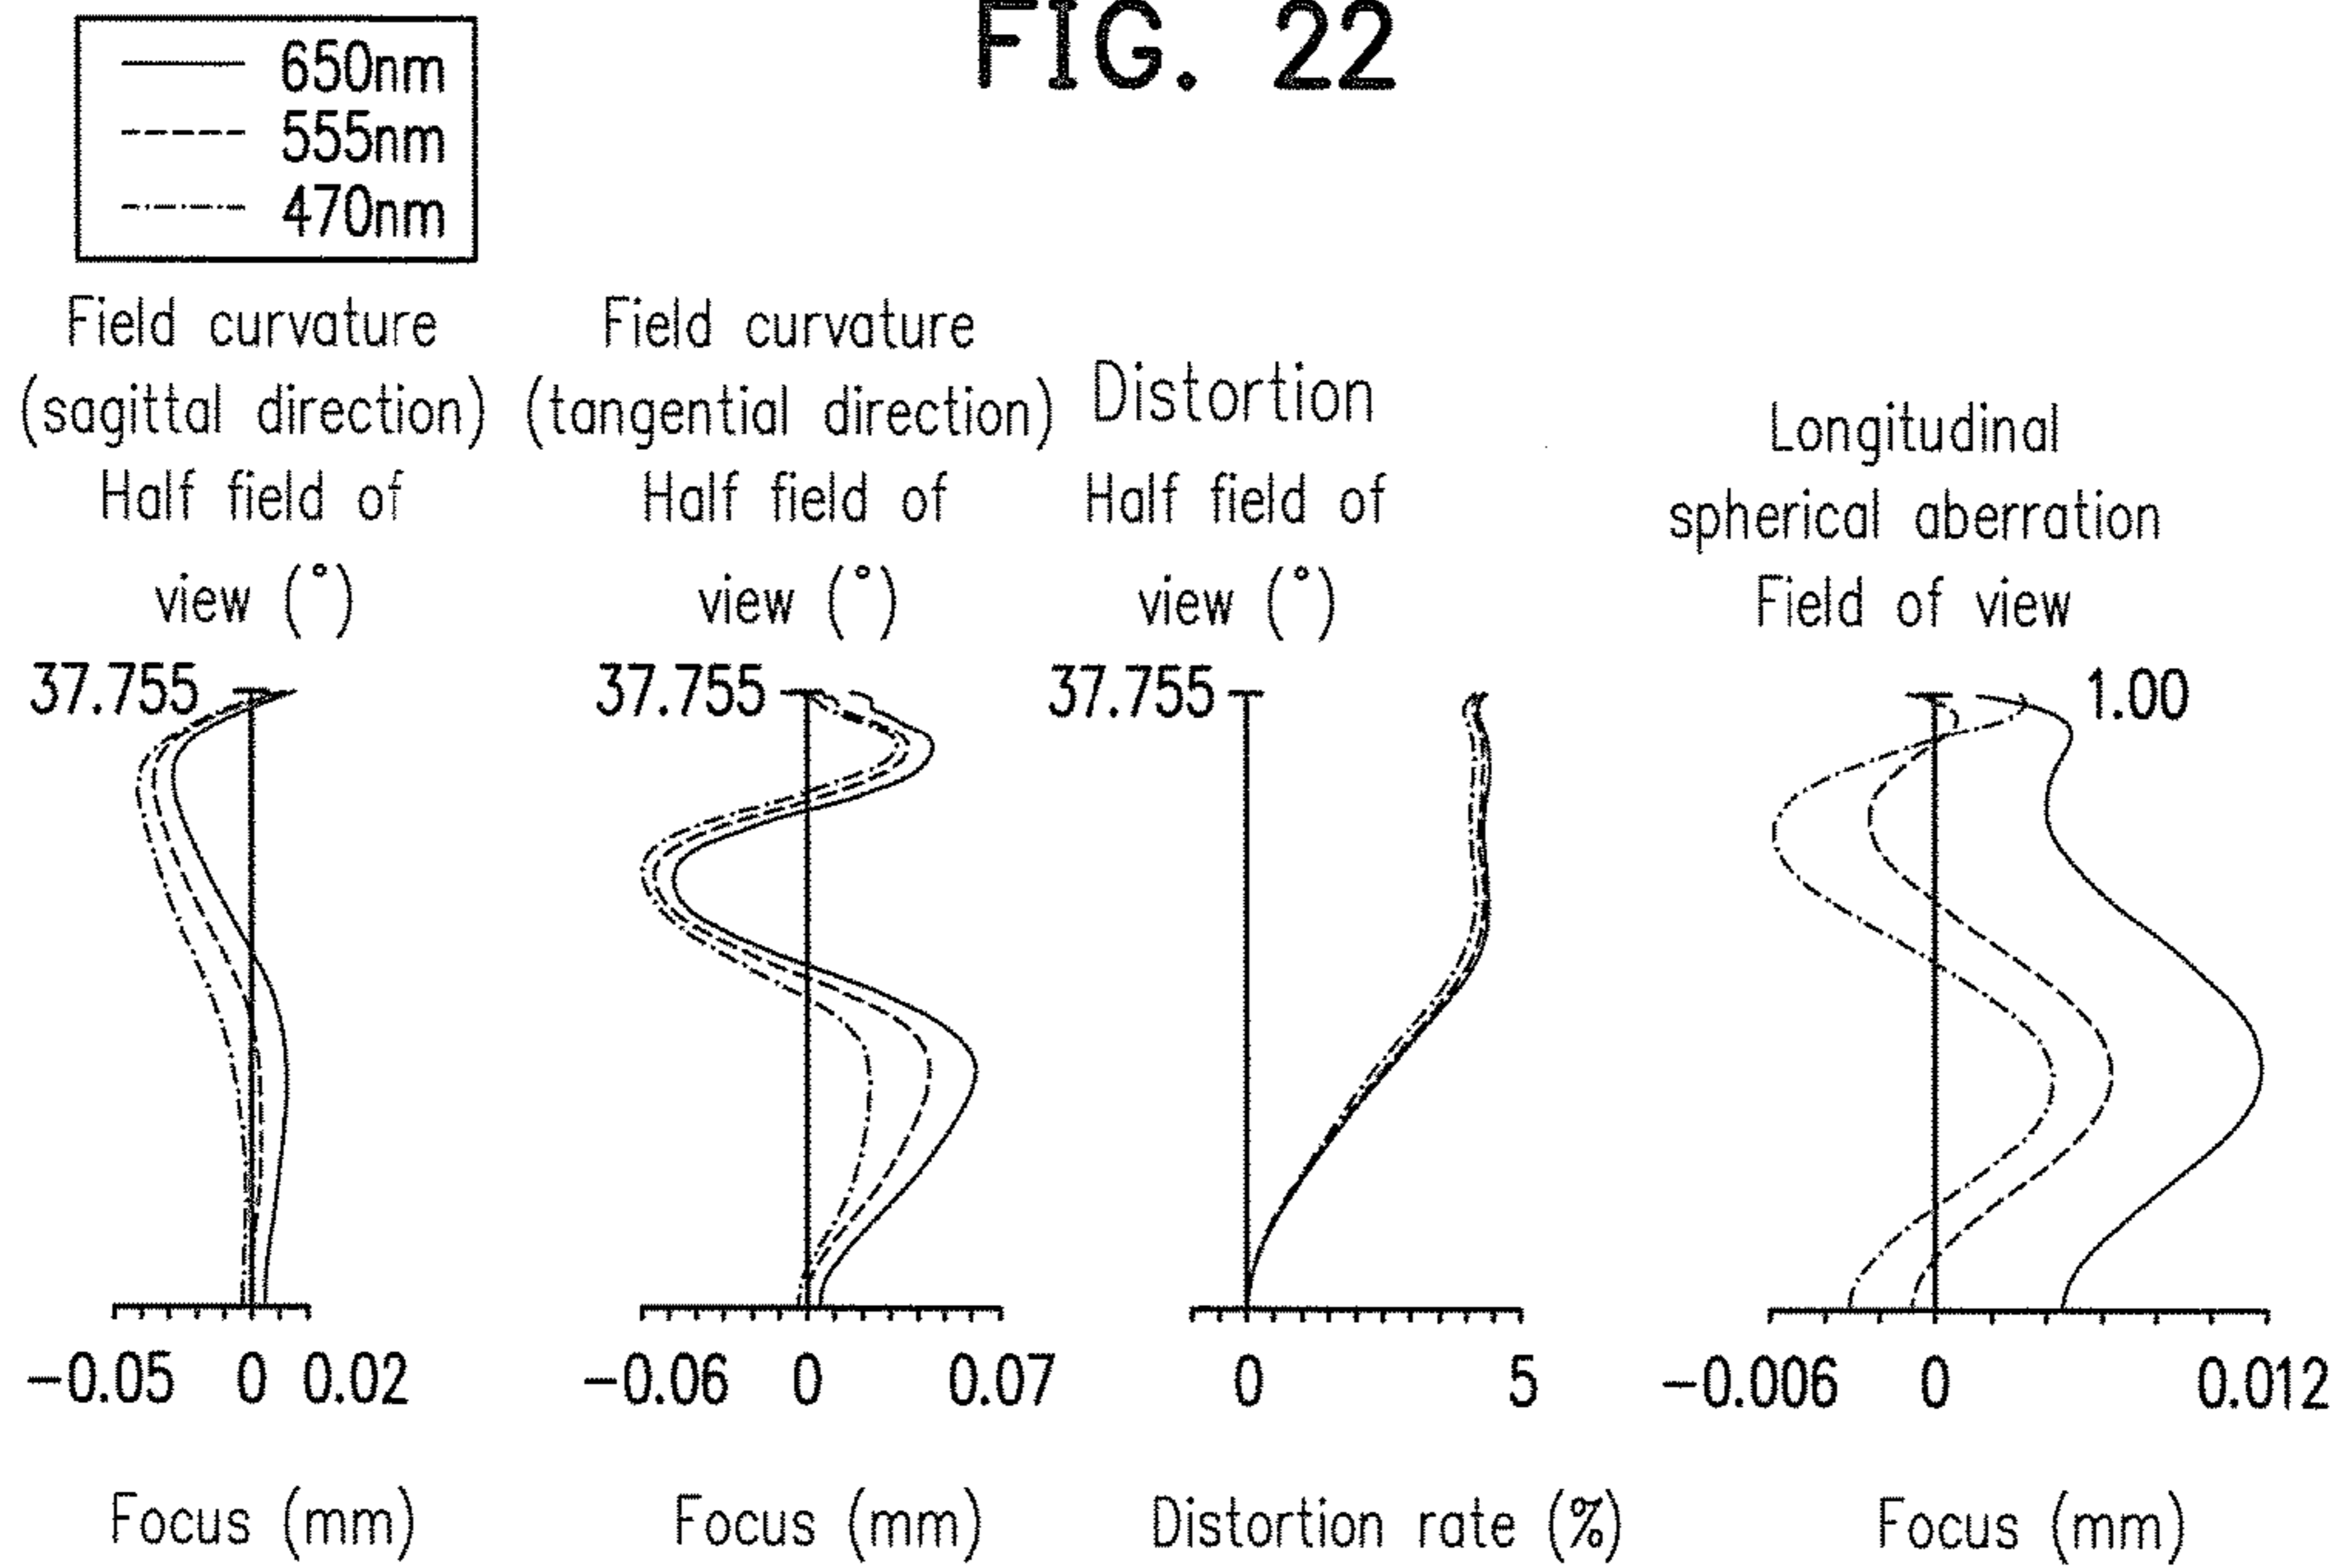 FIG. 22
650nm
555nm
470nm
Field curvature
(sagittal direction)
Half field of
view (°)
37.755
-0.05 0 0.02
Focus (mm)
Field curvature
(tangential direction)
Half field of
view (°)
37.755
-0.06 0 0.07
Focus (mm)
Distortion
Half field of
view (°)
37.755
0 5
Distortion rate (%)
Longitudinal
spherical aberration
Field of view
1.00
-0.006 0 0.012
Focus (mm)